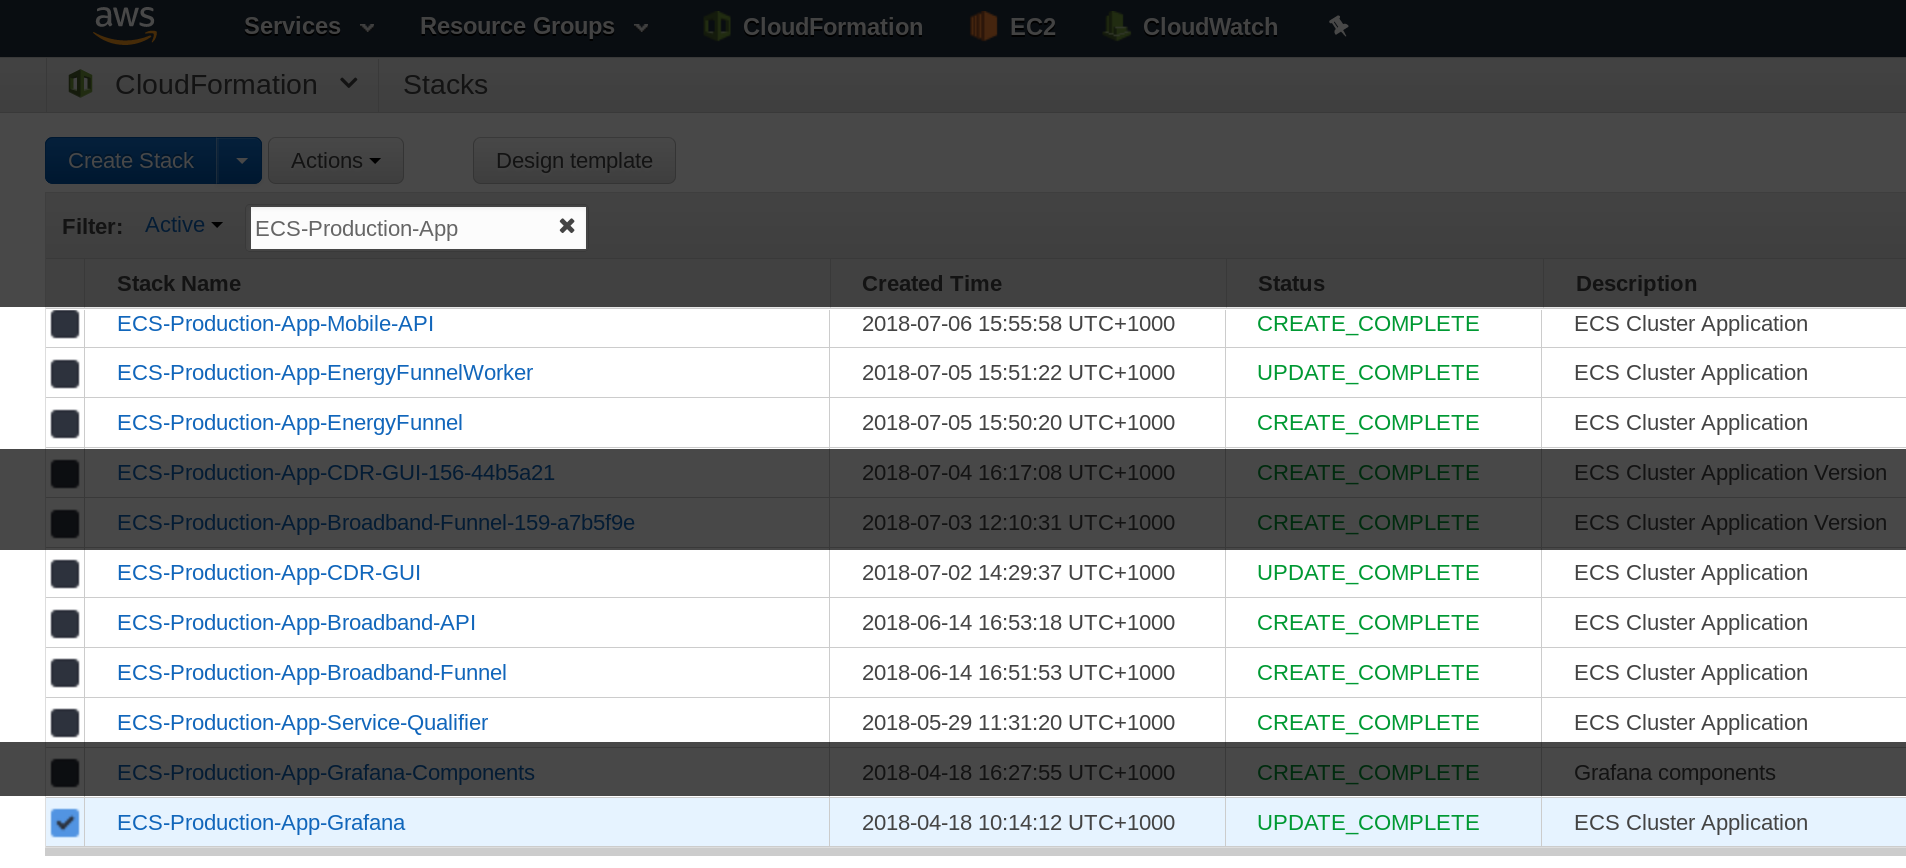 aws Services Resource Groups CloudFormation EC2 CloudWatch
CloudFormation Stacks
Create Stack Actions Design template
Filter: Active ECS-Production-App
Stack Name Created Time Status Description
ECS-Production-App-Mobile-API 2018-07-06 15:55:58 UTC+1000 CREATE_COMPLETE ECS Cluster Application
ECS-Production-App-EnergyFunnelWorker 2018-07-05 15:51:22 UTC+1000 UPDATE_COMPLETE ECS Cluster Application
ECS-Production-App-EnergyFunnel 2018-07-05 15:50:20 UTC+1000 CREATE_COMPLETE ECS Cluster Application
ECS-Production-App-CDR-GUI-156-44b5a21 2018-07-04 16:17:08 UTC+1000 CREATE_COMPLETE ECS Cluster Application Version
ECS-Production-App-Broadband-Funnel-159-a7b5f9e 2018-07-03 12:10:31 UTC+1000 CREATE_COMPLETE ECS Cluster Application Version
ECS-Production-App-CDR-GUI 2018-07-02 14:29:37 UTC+1000 UPDATE_COMPLETE ECS Cluster Application
ECS-Production-App-Broadband-API 2018-06-14 16:53:18 UTC+1000 CREATE_COMPLETE ECS Cluster Application
ECS-Production-App-Broadband-Funnel 2018-06-14 16:51:53 UTC+1000 CREATE_COMPLETE ECS Cluster Application
ECS-Production-App-Service-Qualifier 2018-05-29 11:31:20 UTC+1000 CREATE_COMPLETE ECS Cluster Application
ECS-Production-App-Grafana-Components 2018-04-18 16:27:55 UTC+1000 CREATE_COMPLETE Grafana components
ECS-Production-App-Grafana 2018-04-18 10:14:12 UTC+1000 UPDATE_COMPLETE ECS Cluster Application